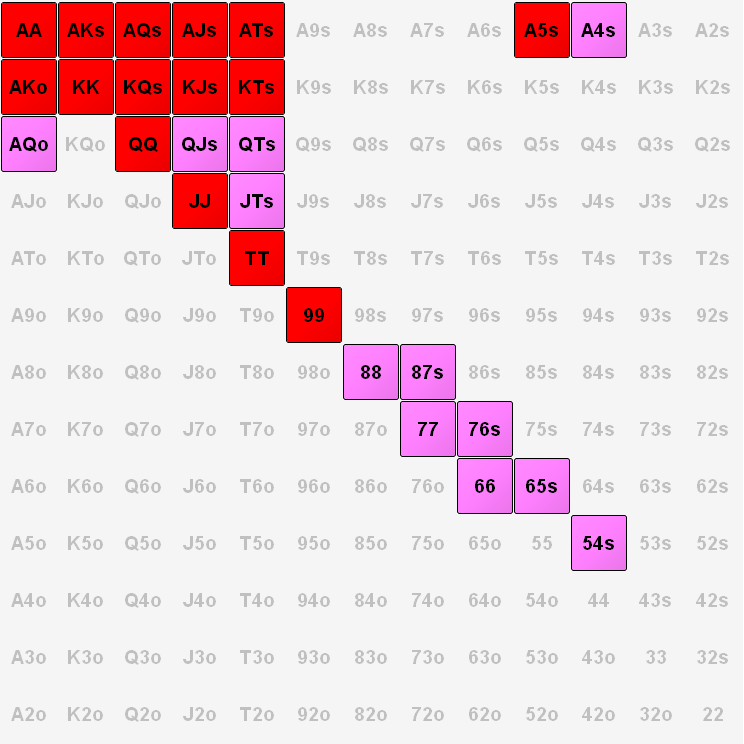 AA AKs AQs AJs ATs A9s A8s A7s A6s A5s A4s A3s A2s
AKo KK KQs KJs KTs K9s K8s K7s K6s K5s K4s K3s K2s
AQo KQo QQ QJs QTs Q9s Q8s Q7s Q6s Q5s Q4s Q3s Q2s
AJo KJo QJo JJ JTs J9s J8s J7s J6s J5s J4s J3s J2s
ATo KTo QTo JTo TT T9s T8s T7s T6s T5s T4s T3s T2s
A9o K9o Q9o J9o T9o 99 98s 97s 96s 95s 94s 93s 92s
A8o K8o Q8o J8o T8o 98o 88 87s 86s 85s 84s 83s 82s
A7o K7o Q7o J7o T7o 97o 87o 77 76s 75s 74s 73s 72s
A6o K6o Q6o J6o T6o 96o 86o 76o 66 65s 64s 63s 62s
A5o K5o Q5o J5o T5o 95o 85o 75o 65o 55 54s 53s 52s
A4o K4o Q4o J4o T4o 94o 84o 74o 64o 54o 44 43s 42s
A3o K3o Q3o J3o T3o 93o 83o 73o 63o 53o 43o 33 32s
A2o K2o Q2o J2o T2o 92o 82o 72o 62o 52o 42o 32o 22